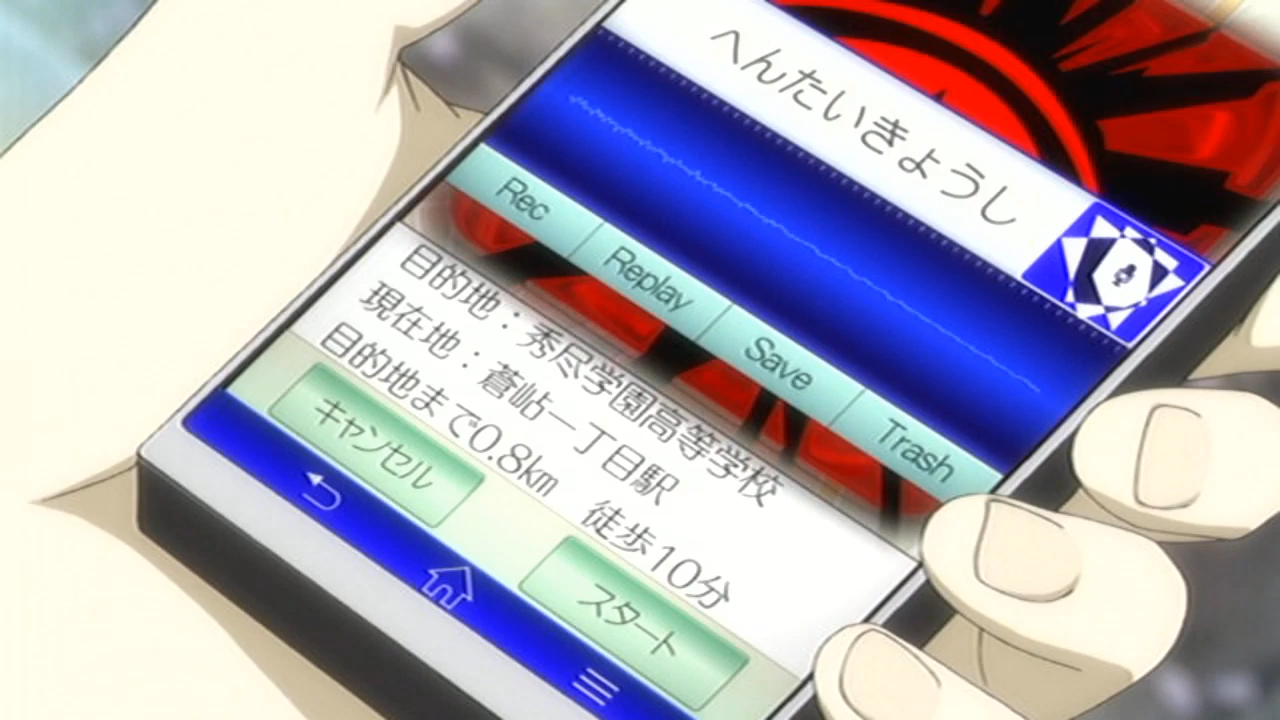 へんたいきょうし
Rec
Replay
Save
Trash
目的地：秀尽学園高等学校
現在地：蒼山一丁目駅
目的地まで0.8km 徒歩10分
キャンセル
スタート